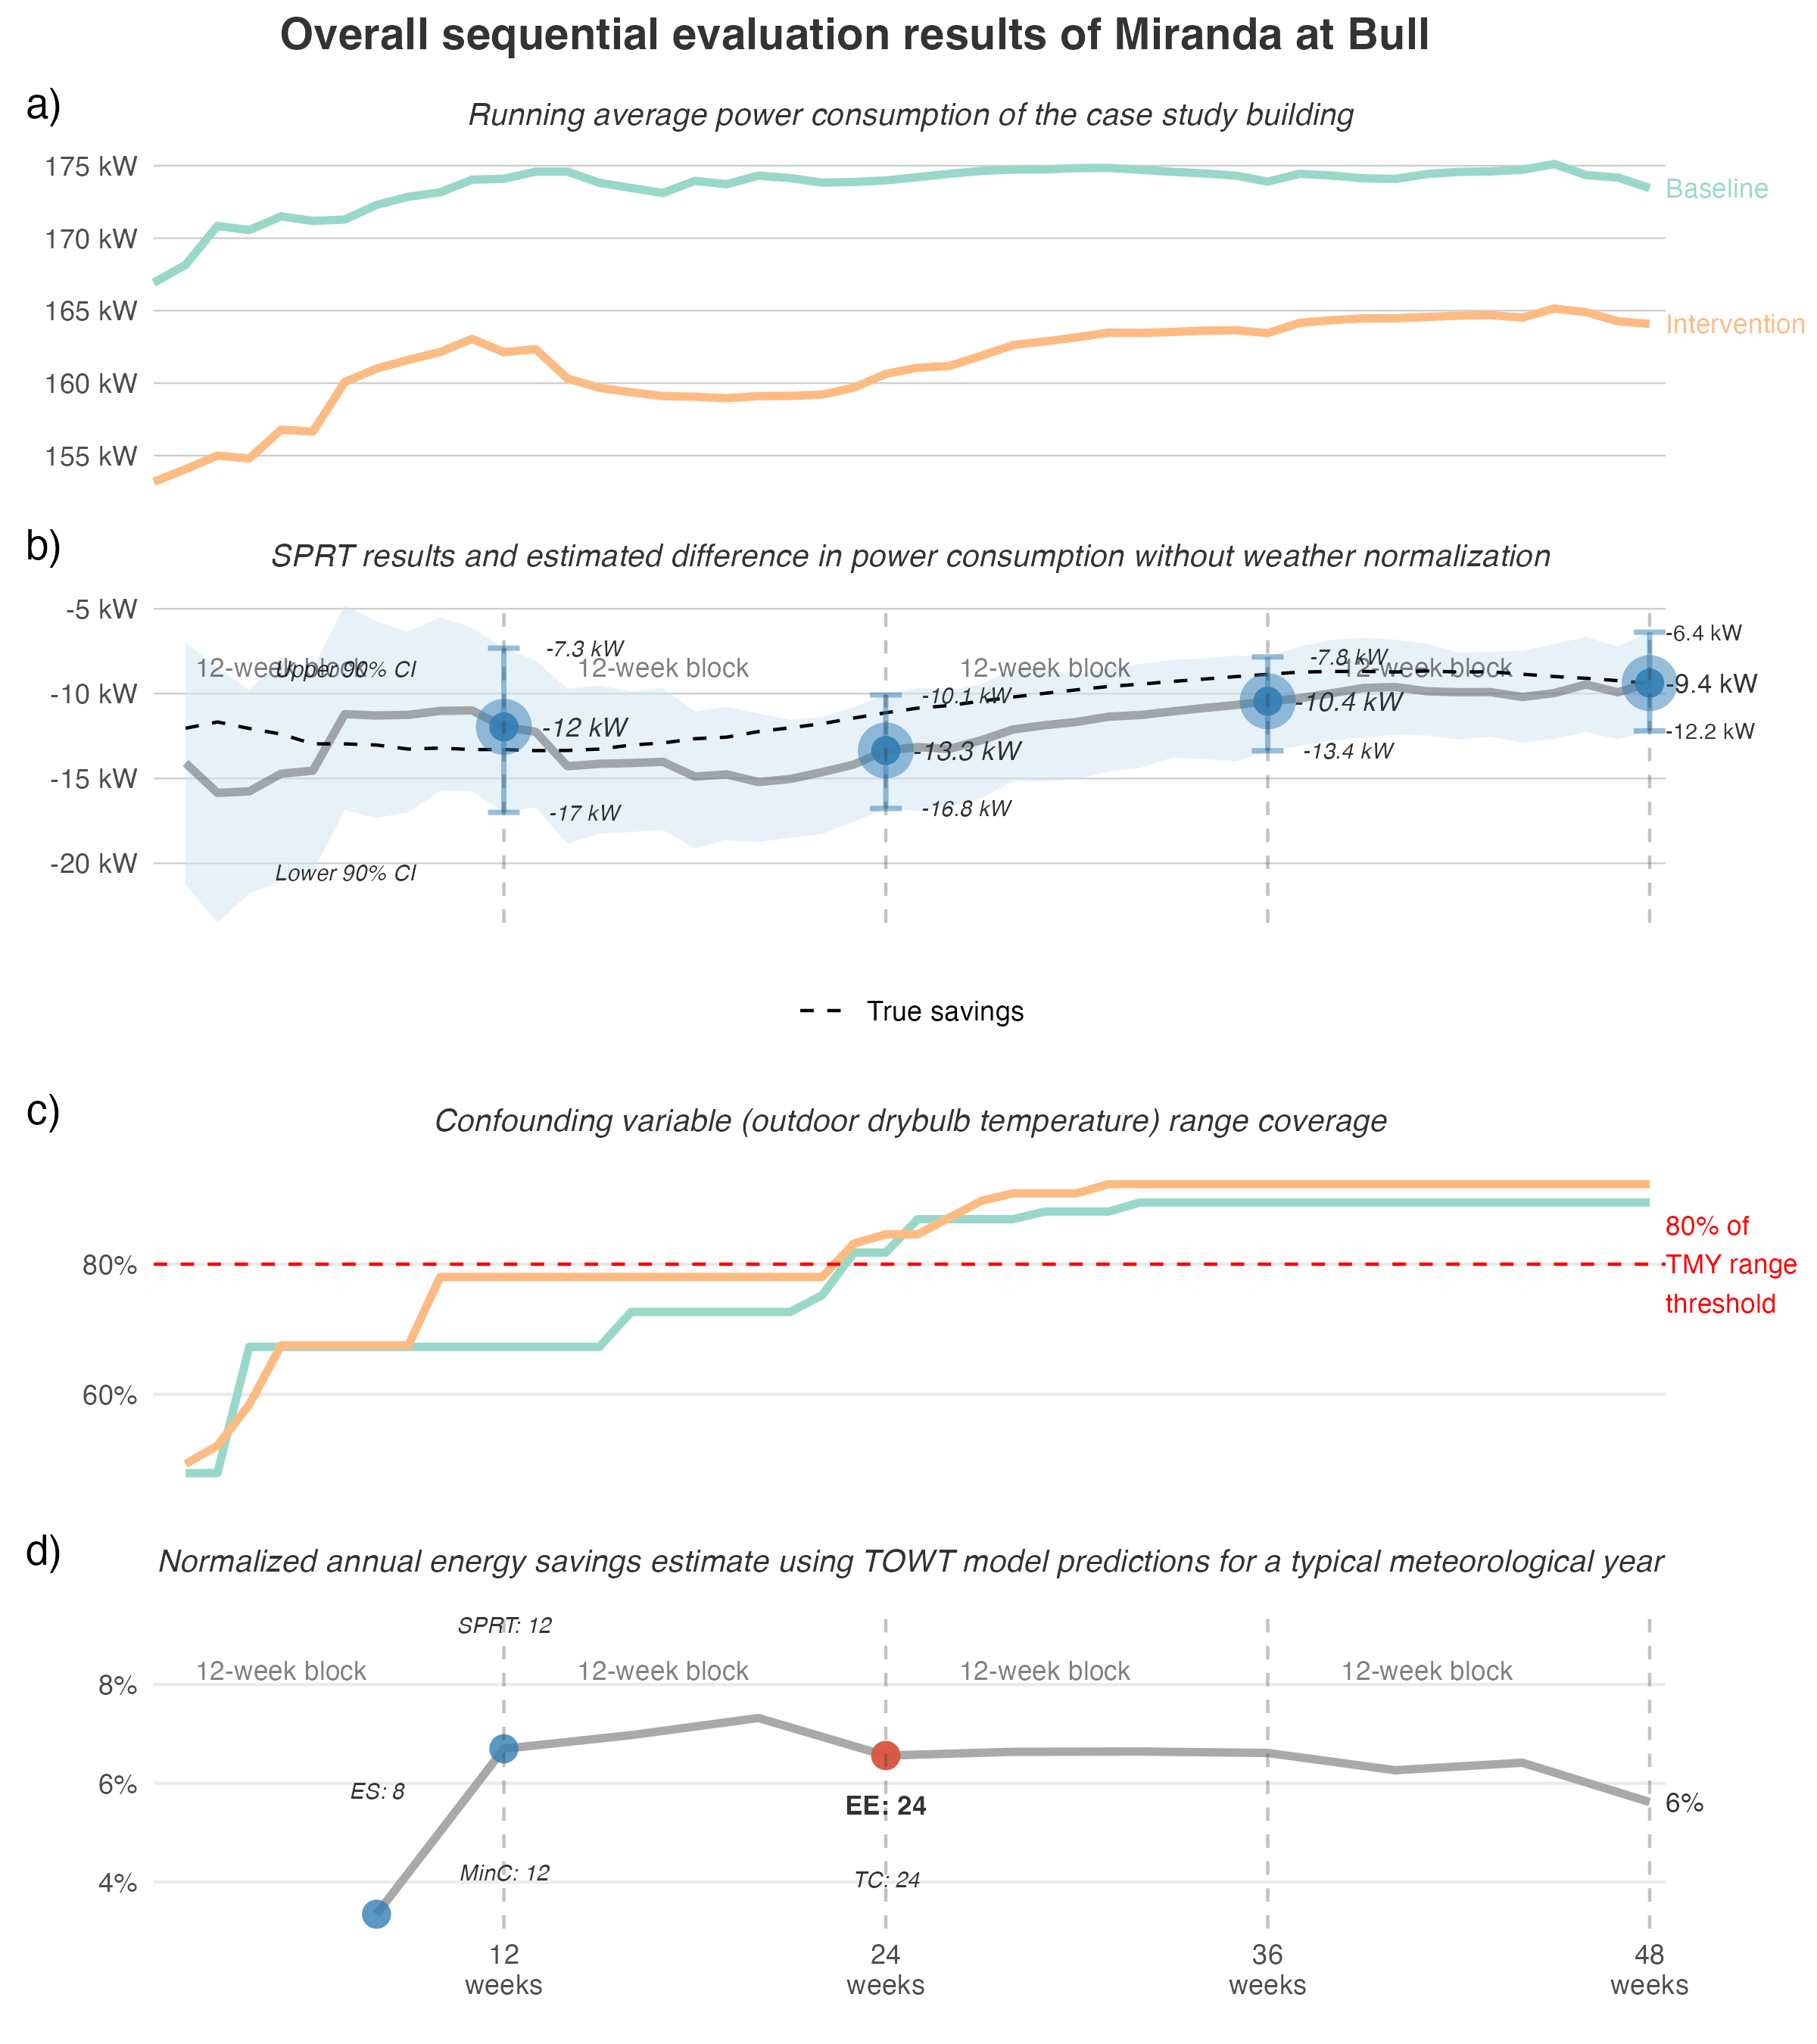 Overall sequential evaluation results of Miranda at Bull
a)
Running average power consumption of the case study building
175 kW
170 kW
165 kW
160 kW
155 kW
Baseline
Intervention
b)
SPRT results and estimated difference in power consumption without weather normalization
-5 kW
-10 kW
-15 kW
-20 kW
12-week block
12-week block
12-week block
12-week block
Upper 90% CI
Lower 90% CI
-7.3 kW
-12 kW
-17 kW
-10.1 kW
-13.3 kW
-16.8 kW
-7.8 kW
-10.4 kW
-13.4 kW
-6.4 kW
-9.4 kW
-12.2 kW
True savings
c)
Confounding variable (outdoor drybulb temperature) range coverage
80%
60%
80% of
TMY range
threshold
d)
Normalized annual energy savings estimate using TOWT model predictions for a typical meteorological year
SPRT: 12
12-week block
12-week block
12-week block
12-week block
8%
6%
4%
ES: 8
MinC: 12
EE: 24
TC: 24
6%
12
weeks
24
weeks
36
weeks
48
weeks